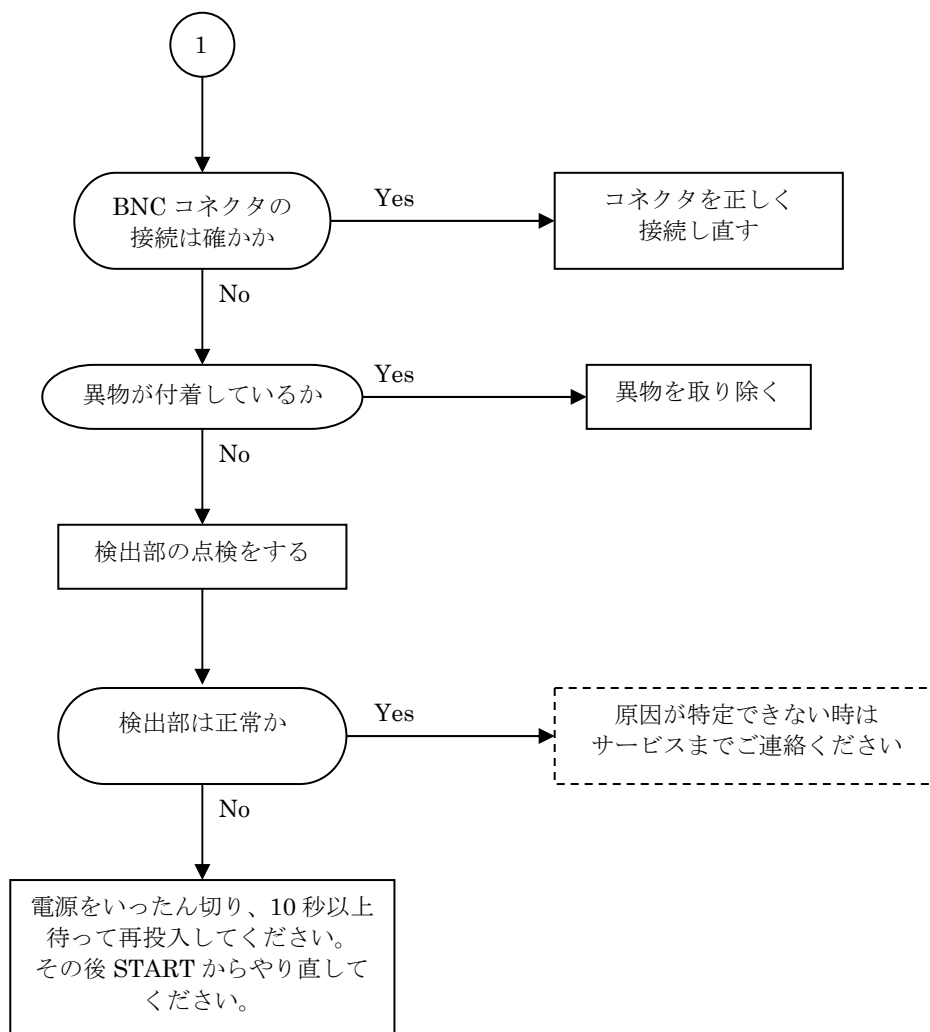 1
BNC コネクタの
接続は確かか
Yes
コネクタを正しく
接続し直す
No
異物が付着しているか
Yes
異物を取り除く
No
検出部の点検をする
検出部は正常か
Yes
原因が特定できない時は
サービスまでご連絡ください
No
電源をいったん切り、10 秒以上
待って再投入してください。
その後 START からやり直して
ください。